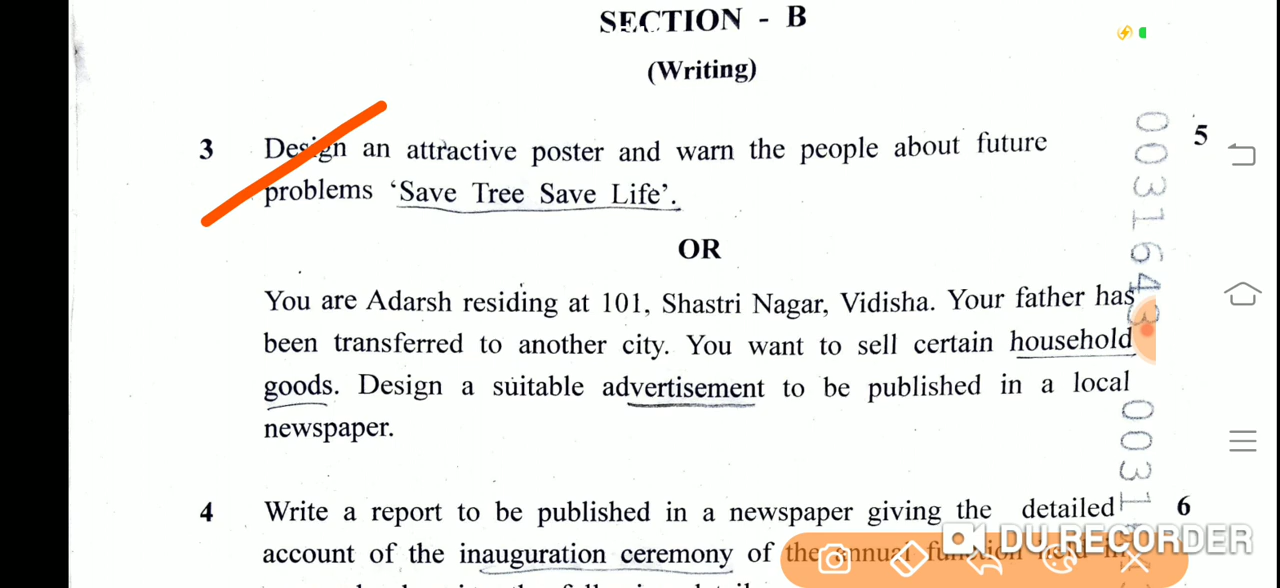 SECTION - B
(Writing)
3 Design an attractive poster and warn the people about future 5
problems ‘Save Tree Save Life’.
OR
You are Adarsh residing at 101, Shastri Nagar, Vidisha. Your father has
been transferred to another city. You want to sell certain household
goods. Design a suitable advertisement to be published in a local
newspaper.
4 Write a report to be published in a newspaper giving the detailed 6
account of the inauguration ceremony of the annual function held
DU RECORDER